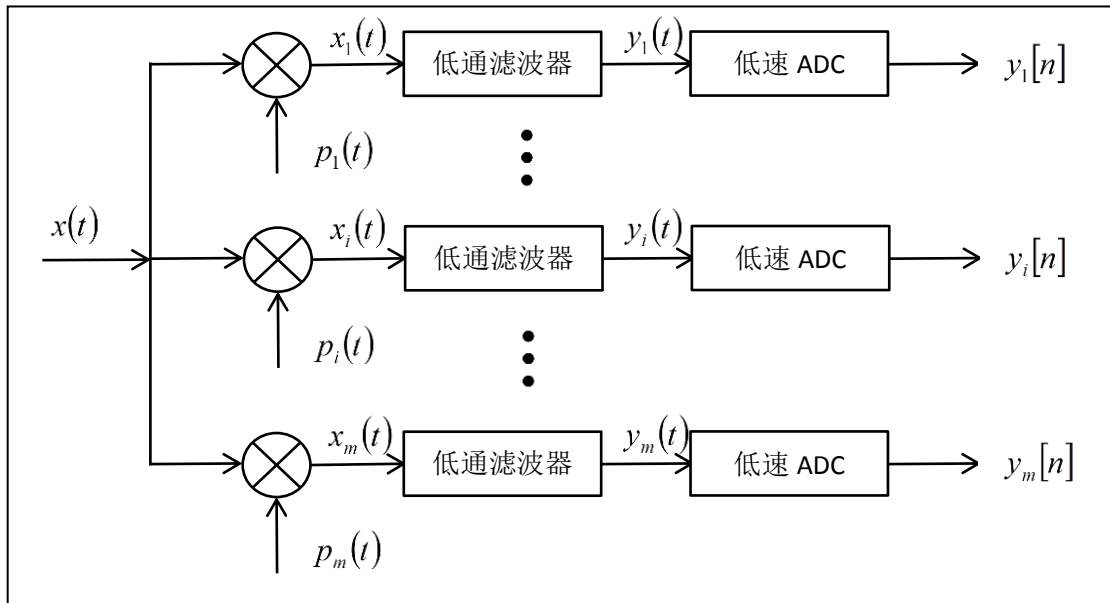 x_1(t) 低通滤波器 y_1(t) 低速 ADC y_1[n]
p_1(t)
x(t) x_i(t) 低通滤波器 y_i(t) 低速 ADC y_i[n]
p_i(t)
x_m(t) 低通滤波器 y_m(t) 低速 ADC y_m[n]
p_m(t)